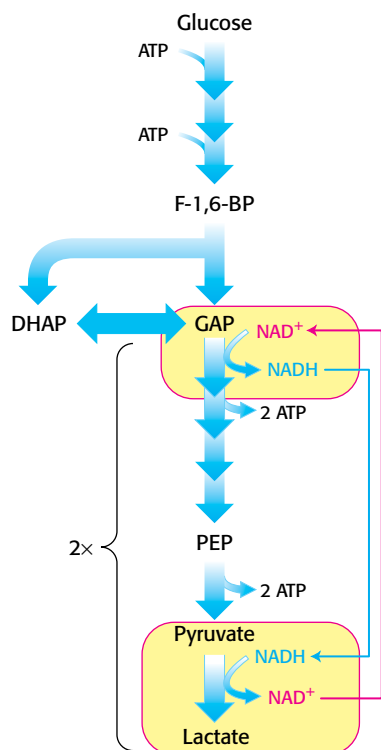 Glucose
ATP
ATP
F-1,6-BP
DHAP
GAP
NAD⁺
NADH
2 ATP
2×
PEP
2 ATP
Pyruvate
NADH
NAD⁺
Lactate